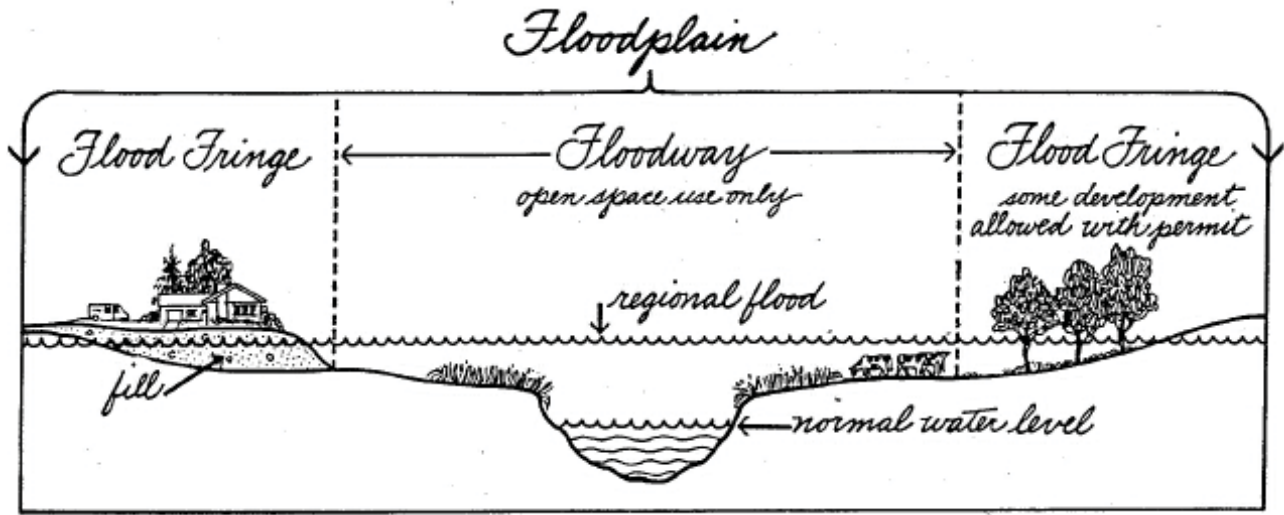 Floodplain
Flood Fringe
Floodway
open space use only
Flood Fringe
some development
allowed with permit
regional flood
fill
normal water level